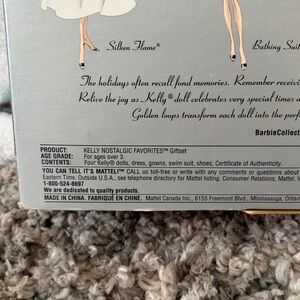 Silken Flame® Bathing Suit
The holidays often recall fond memories. Remember receivi
Relive the joy as Kelly® doll celebrates very special times a
Golden loops transform each doll into the perf
BarbieCollect
PRODUCT: KELLY NOSTALGIC FAVORITES™ Giftset
AGE GRADE: For ages over 3.
CONTENTS: Four Kelly® dolls, dress, gowns, swim suit, shoes; Certificate of Authenticity.
YOU CAN TELL IT'S MATTEL!™ CALL us toll-free or write with any comments or questions about
Eastern Time. Outside U.S.A., see telephone directory for Mattel listing. Consumer Relations, Mattel, I
1-800-524-8697
We are dedicated to quality products.
MADE IN CHINA. FABRIQUÉ EN CHINE. Mattel Canada Inc., 6155 Freemont Blvd., Mississauga, Ontari